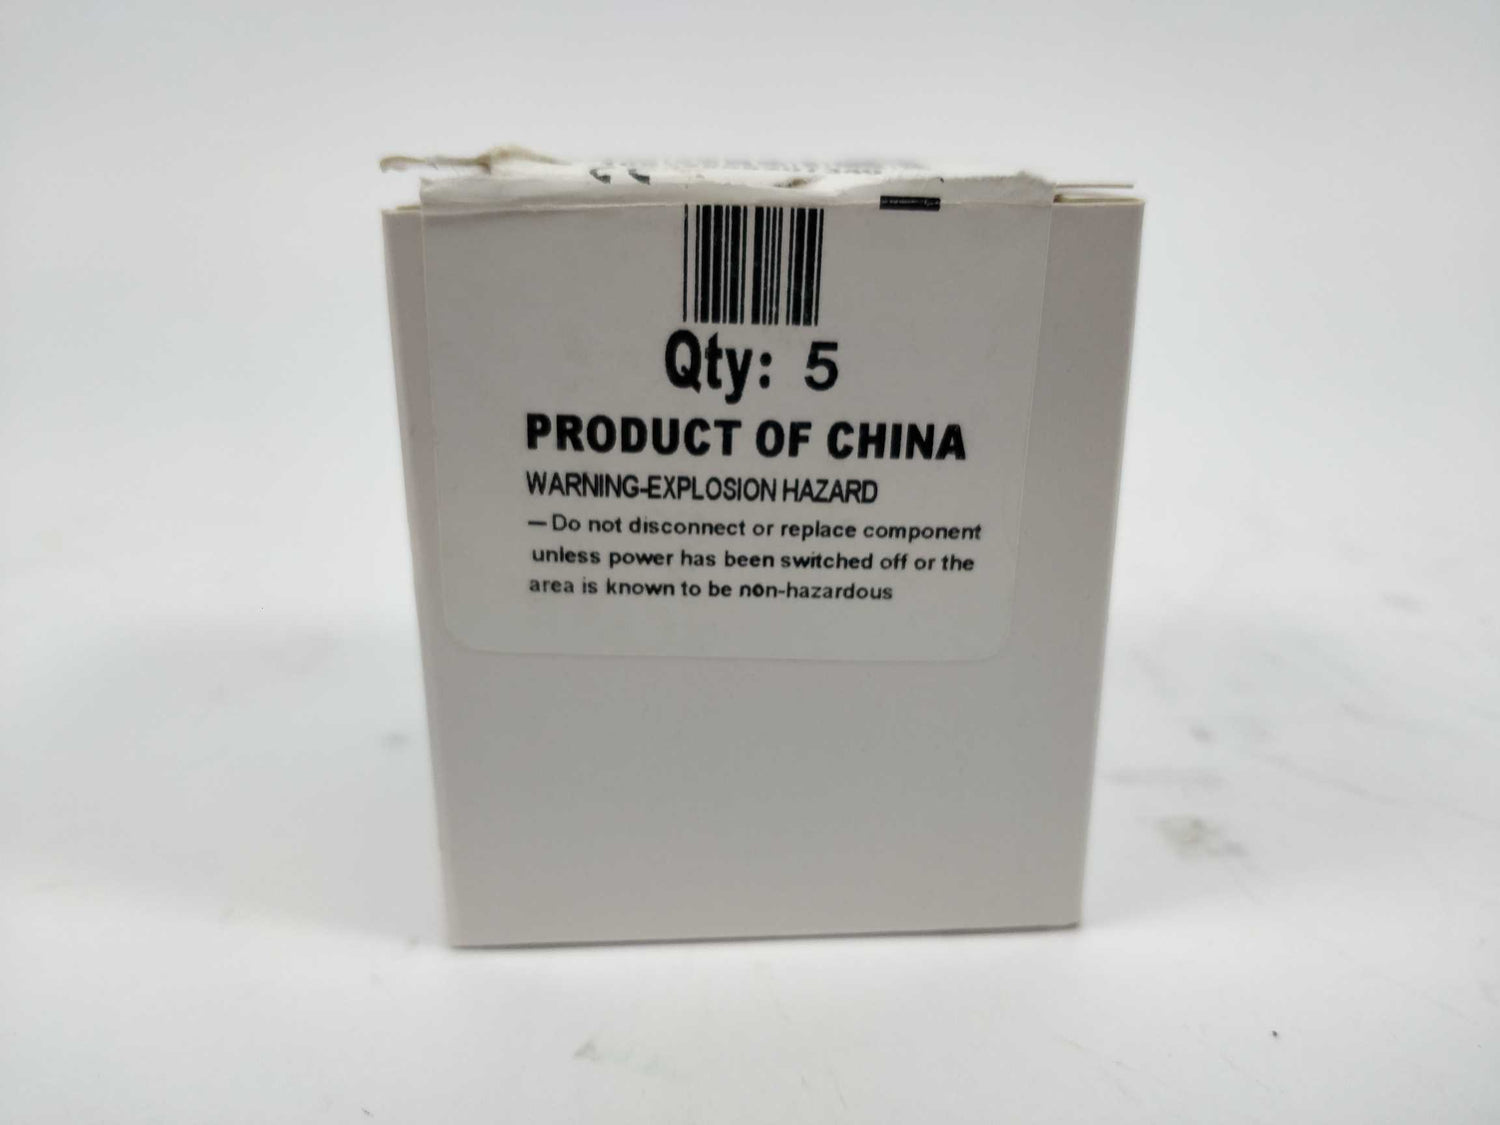 Qty: 5
PRODUCT OF CHINA
WARNING-EXPLOSION HAZARD
— Do not disconnect or replace component
unless power has been switched off or the
area is known to be non-hazardous